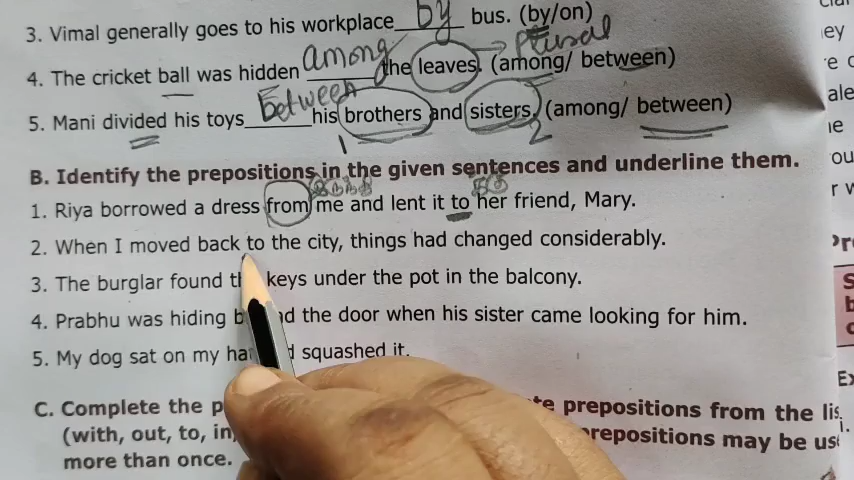 3. Vimal generally goes to his workplace by bus. (by/on)
Plural
4. The cricket ball was hidden among the leaves. (among/ between)
5. Mani divided his toys between his brothers and sisters. (among/ between)
1 2
B. Identify the prepositions in the given sentences and underline them.
1. Riya borrowed a dress from me and lent it to her friend, Mary.
2. When I moved back to the city, things had changed considerably.
3. The burglar found keys under the pot in the balcony.
4. Prabhu was hiding the door when his sister came looking for him.
5. My dog sat on my squashed it.
C. Complete the prepositions from the
(with, out, to, in prepositions may be
more than once.